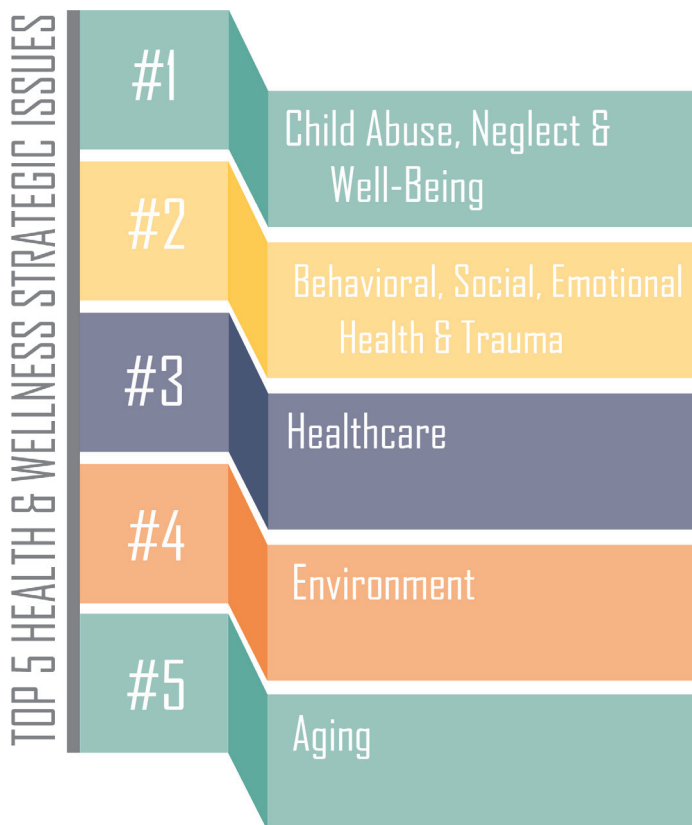 TOP 5 HEALTH & WELLNESS STRATEGIC ISSUES
#1
Child Abuse, Neglect &
Well-Being
#2
Behavioral, Social, Emotional
Health & Trauma
#3
Healthcare
#4
Environment
#5
Aging